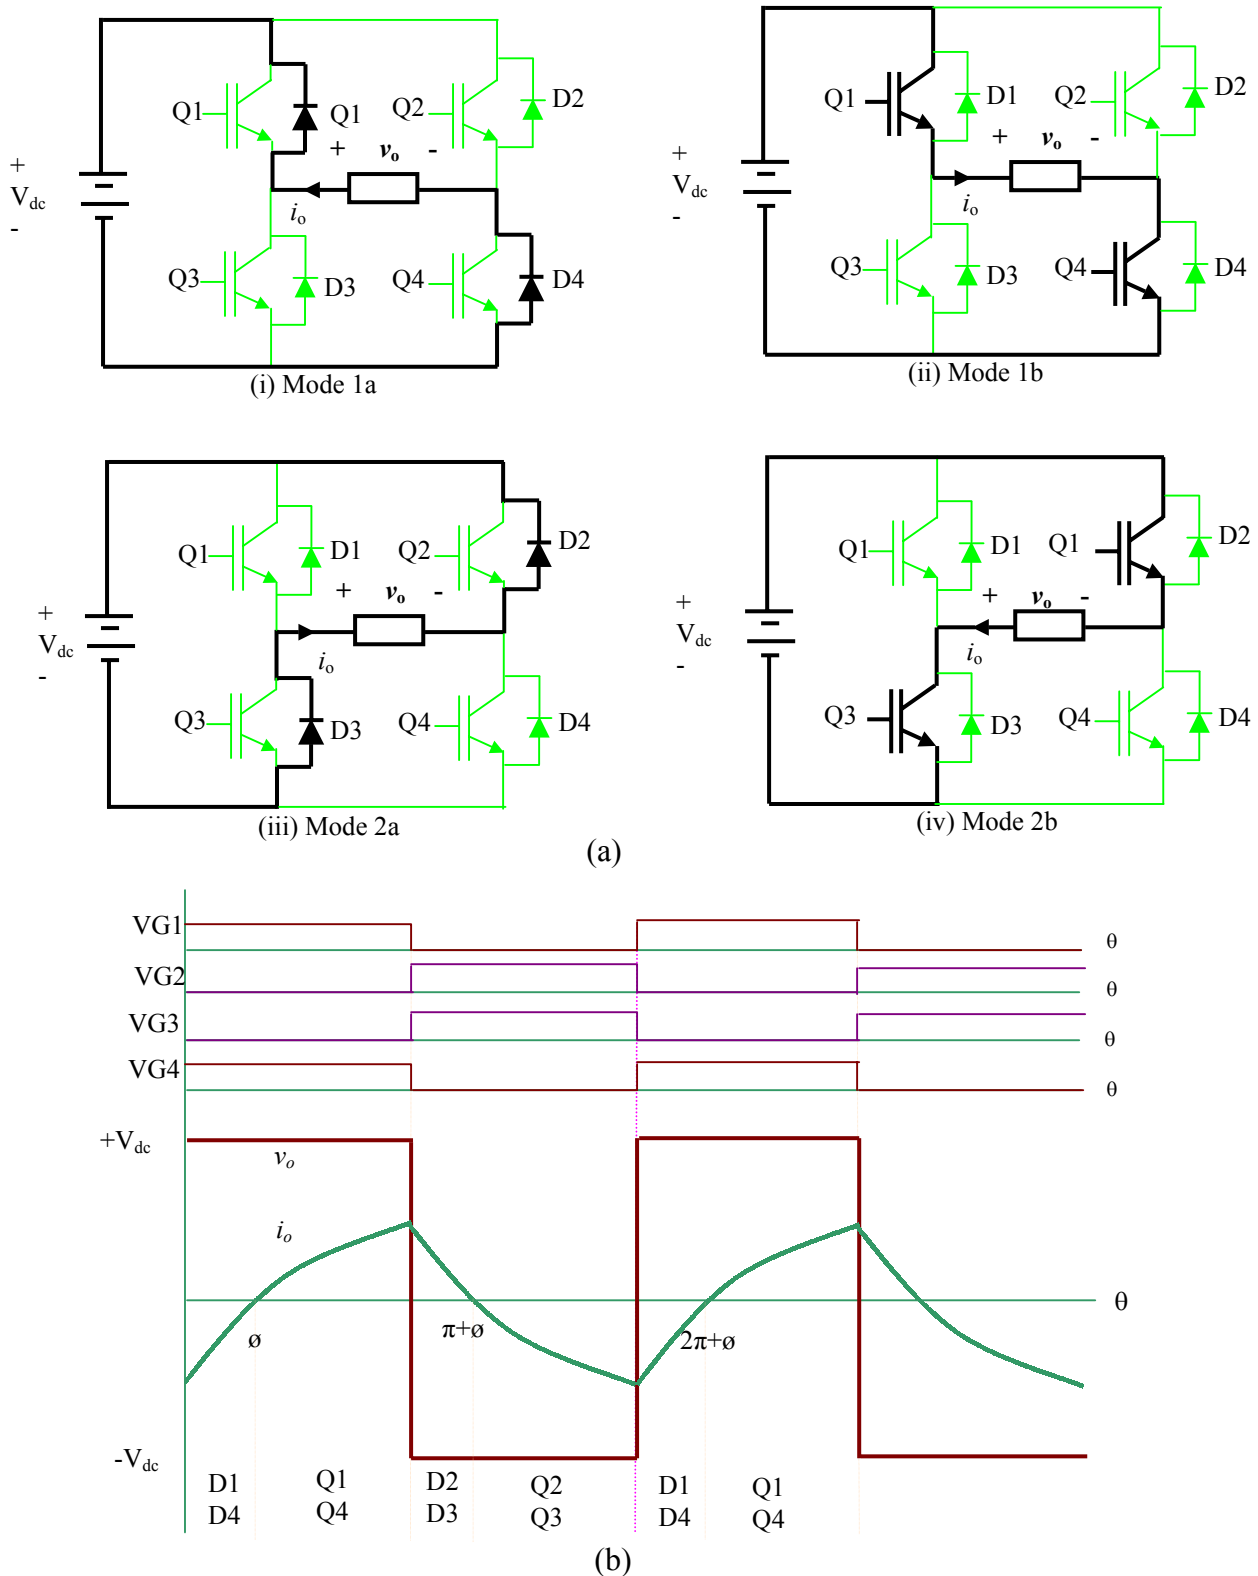 Q1 Q1 Q2 D2
+ vo -
+
Vdc
-
io
Q3 D3 Q4 D4
(i) Mode 1a
Q1 D1 Q2 D2
+ vo -
+
Vdc
-
io
Q3 D3 Q4 D4
(ii) Mode 1b
Q1 D1 Q2 D2
+ vo -
+
Vdc
-
io
Q3 D3 Q4 D4
(iii) Mode 2a
Q1 D1 Q1 D2
+ vo -
+
Vdc
-
io
Q3 D3 Q4 D4
(iv) Mode 2b
(a)
VG1 θ
VG2 θ
VG3 θ
VG4 θ
+Vdc
vo
io
θ
ø π+ø 2π+ø
-Vdc
D1 Q1 D2 Q2 D1 Q1
D4 Q4 D3 Q3 D4 Q4
(b)